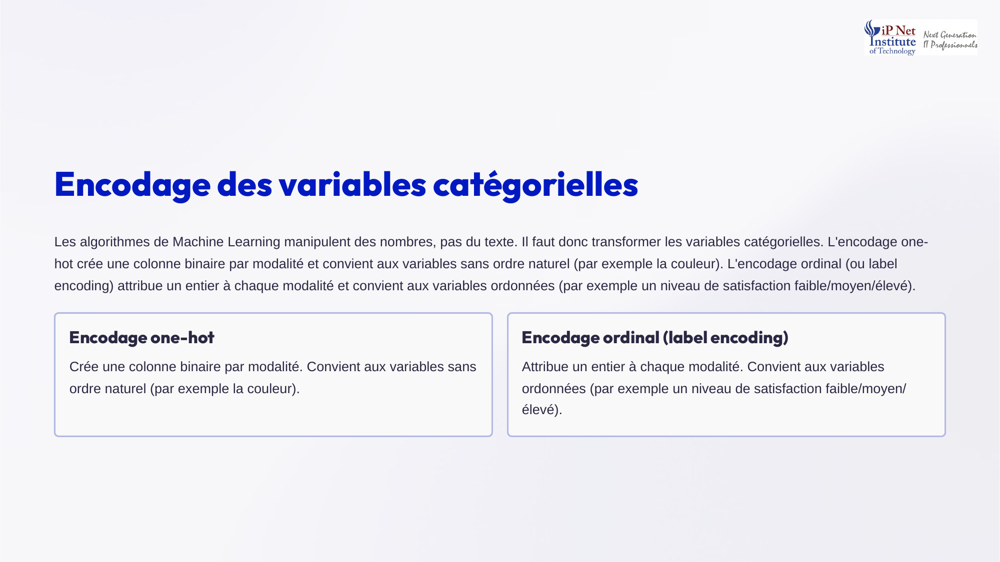 iP Net
Institute
of Technology
Next Generation
IT Professionnels
Encodage des variables catégorielles
Les algorithmes de Machine Learning manipulent des nombres, pas du texte. Il faut donc transformer les variables catégorielles. L'encodage one-
hot crée une colonne binaire par modalité et convient aux variables sans ordre naturel (par exemple la couleur). L'encodage ordinal (ou label
encoding) attribue un entier à chaque modalité et convient aux variables ordonnées (par exemple un niveau de satisfaction faible/moyen/élevé).
Encodage one-hot
Crée une colonne binaire par modalité. Convient aux variables sans
ordre naturel (par exemple la couleur).
Encodage ordinal (label encoding)
Attribue un entier à chaque modalité. Convient aux variables
ordonnées (par exemple un niveau de satisfaction faible/moyen/
élevé).